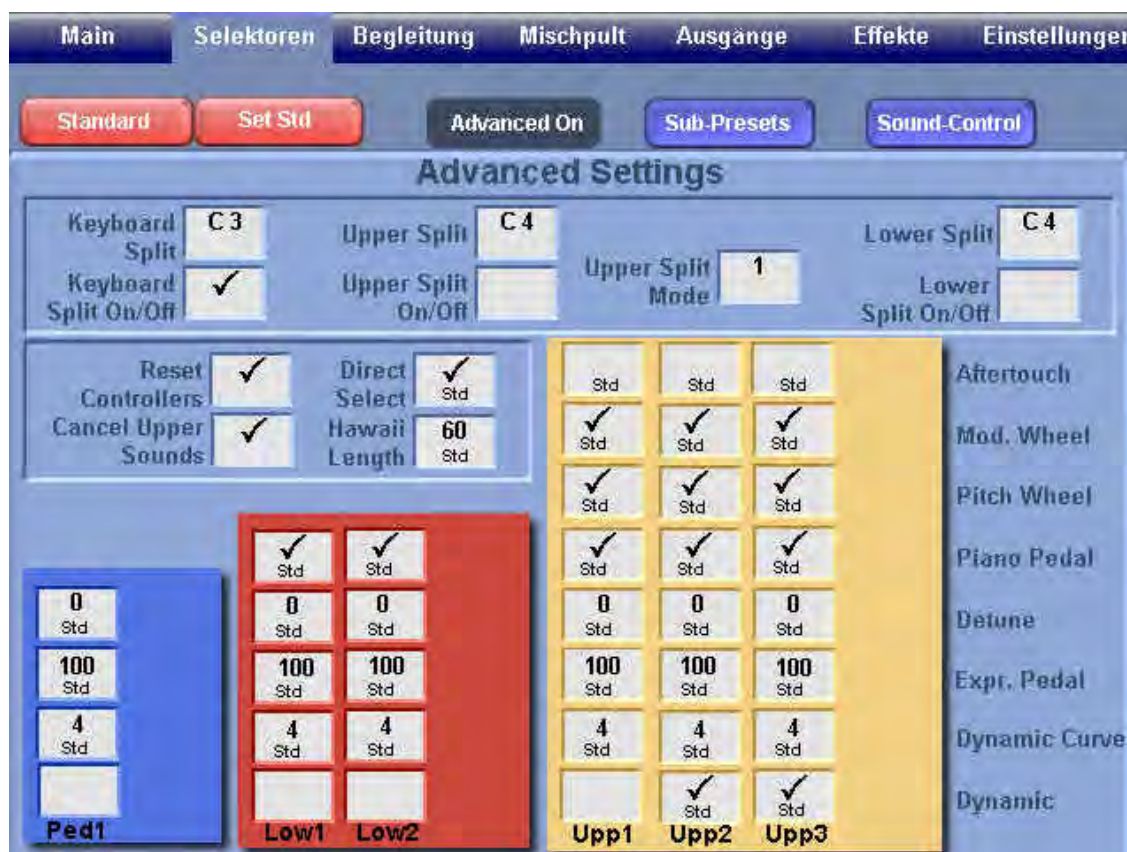 Main Selektoren Begleitung Mischpult Ausgänge Effekte Einstellungen
Standard Set Std Advanced On Sub-Presets Sound-Control
Advanced Settings
Keyboard Split C 3 Upper Split C 4 Upper Split Mode 1 Lower Split C 4
Keyboard Split On/Off ✓ Upper Split On/Off Lower Split On/Off
Reset Controllers ✓ Direct Select ✓ Std
Cancel Upper Sounds ✓ Hawaii Length 60 Std
Std Std Std Aftertouch
✓ Std ✓ Std ✓ Std Mod. Wheel
✓ Std ✓ Std ✓ Std Pitch Wheel
✓ Std ✓ Std ✓ Std ✓ Std ✓ Std Piano Pedal
0 Std 0 Std 0 Std 0 Std 0 Std 0 Std Detune
100 Std 100 Std 100 Std 100 Std 100 Std 100 Std Expr. Pedal
4 Std 4 Std 4 Std 4 Std 4 Std 4 Std Dynamic Curve
✓ Std ✓ Std Dynamic
Ped1 Low1 Low2 Upp1 Upp2 Upp3